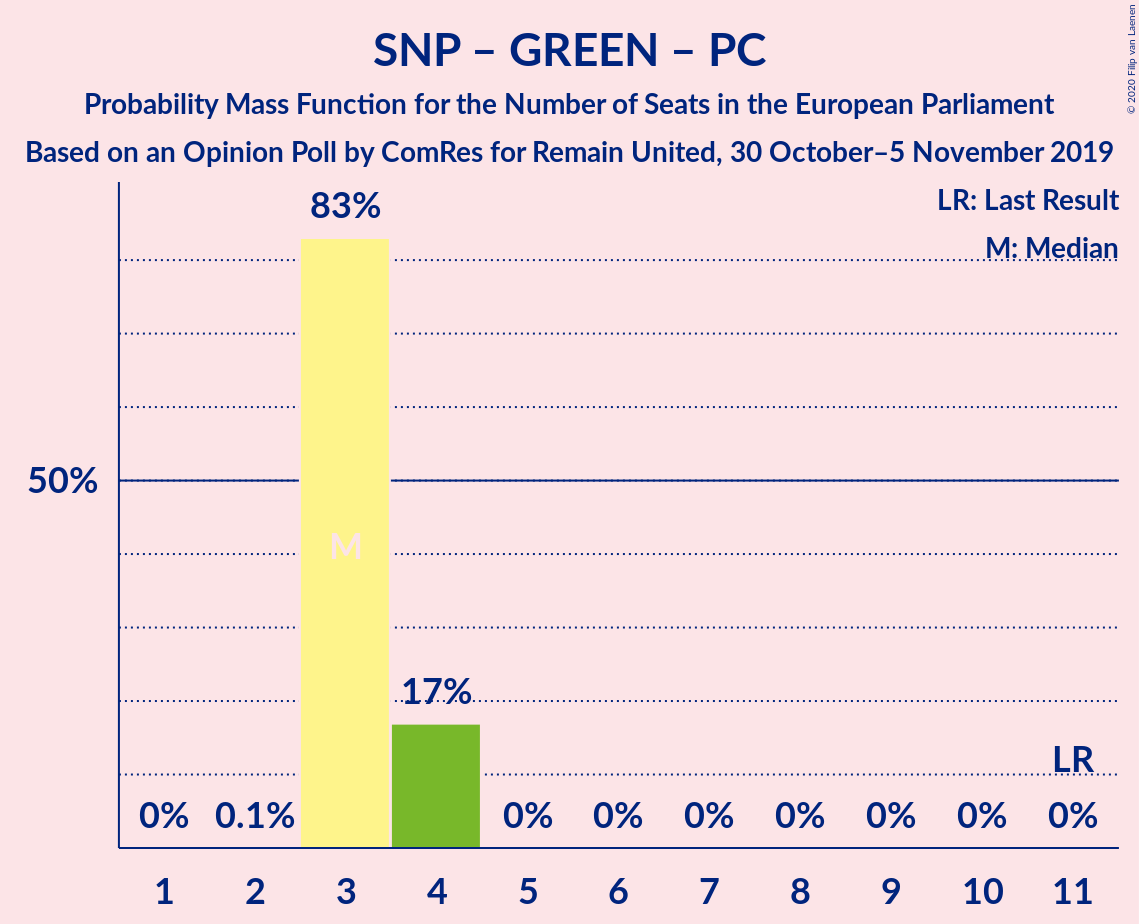 SNP – GREEN – PC
Probability Mass Function for the Number of Seats in the European Parliament
Based on an Opinion Poll by ComRes for Remain United, 30 October–5 November 2019
© 2020 Filip van Laenen
LR: Last Result
M: Median
83%
50%
M
17%
LR
0% 0.1% 0% 0% 0% 0% 0% 0% 0%
1 2 3 4 5 6 7 8 9 10 11